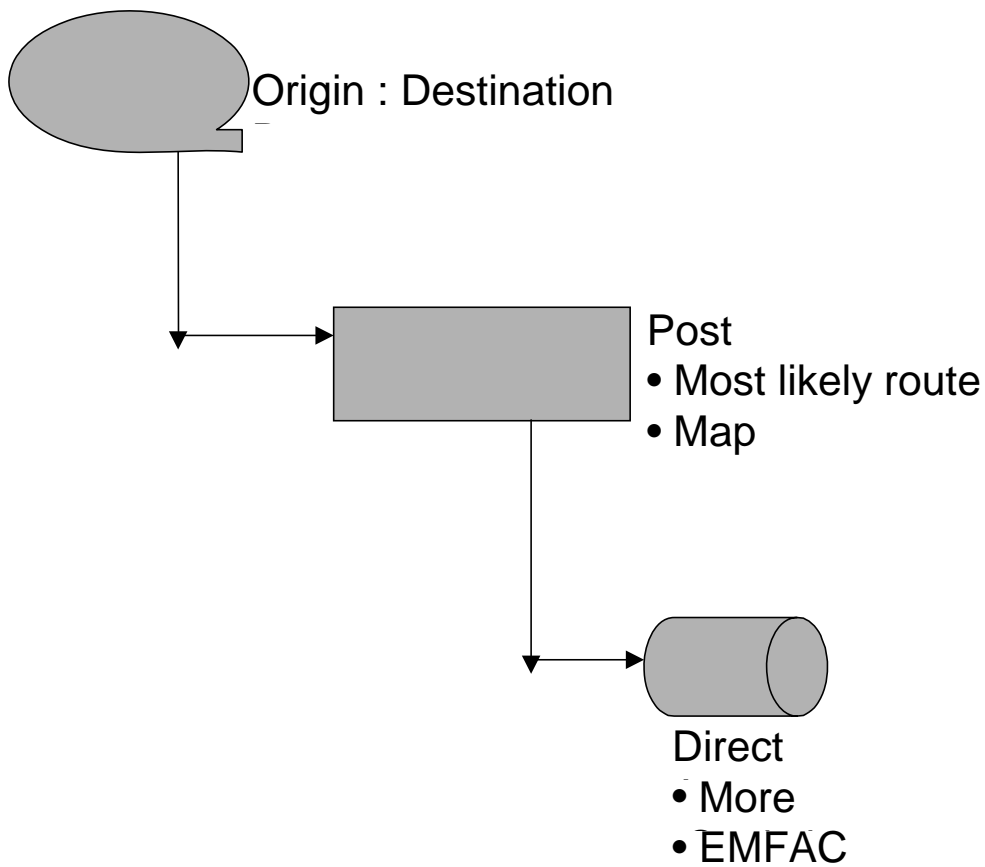 Origin : Destination
Post
• Most likely route
• Map
Direct
• More
• EMFAC